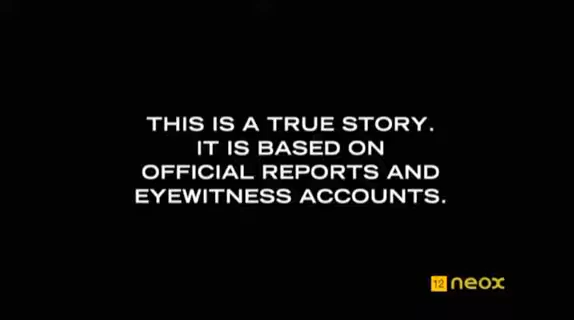 THIS IS A TRUE STORY.
IT IS BASED ON
OFFICIAL REPORTS AND
EYEWITNESS ACCOUNTS.
12 neox